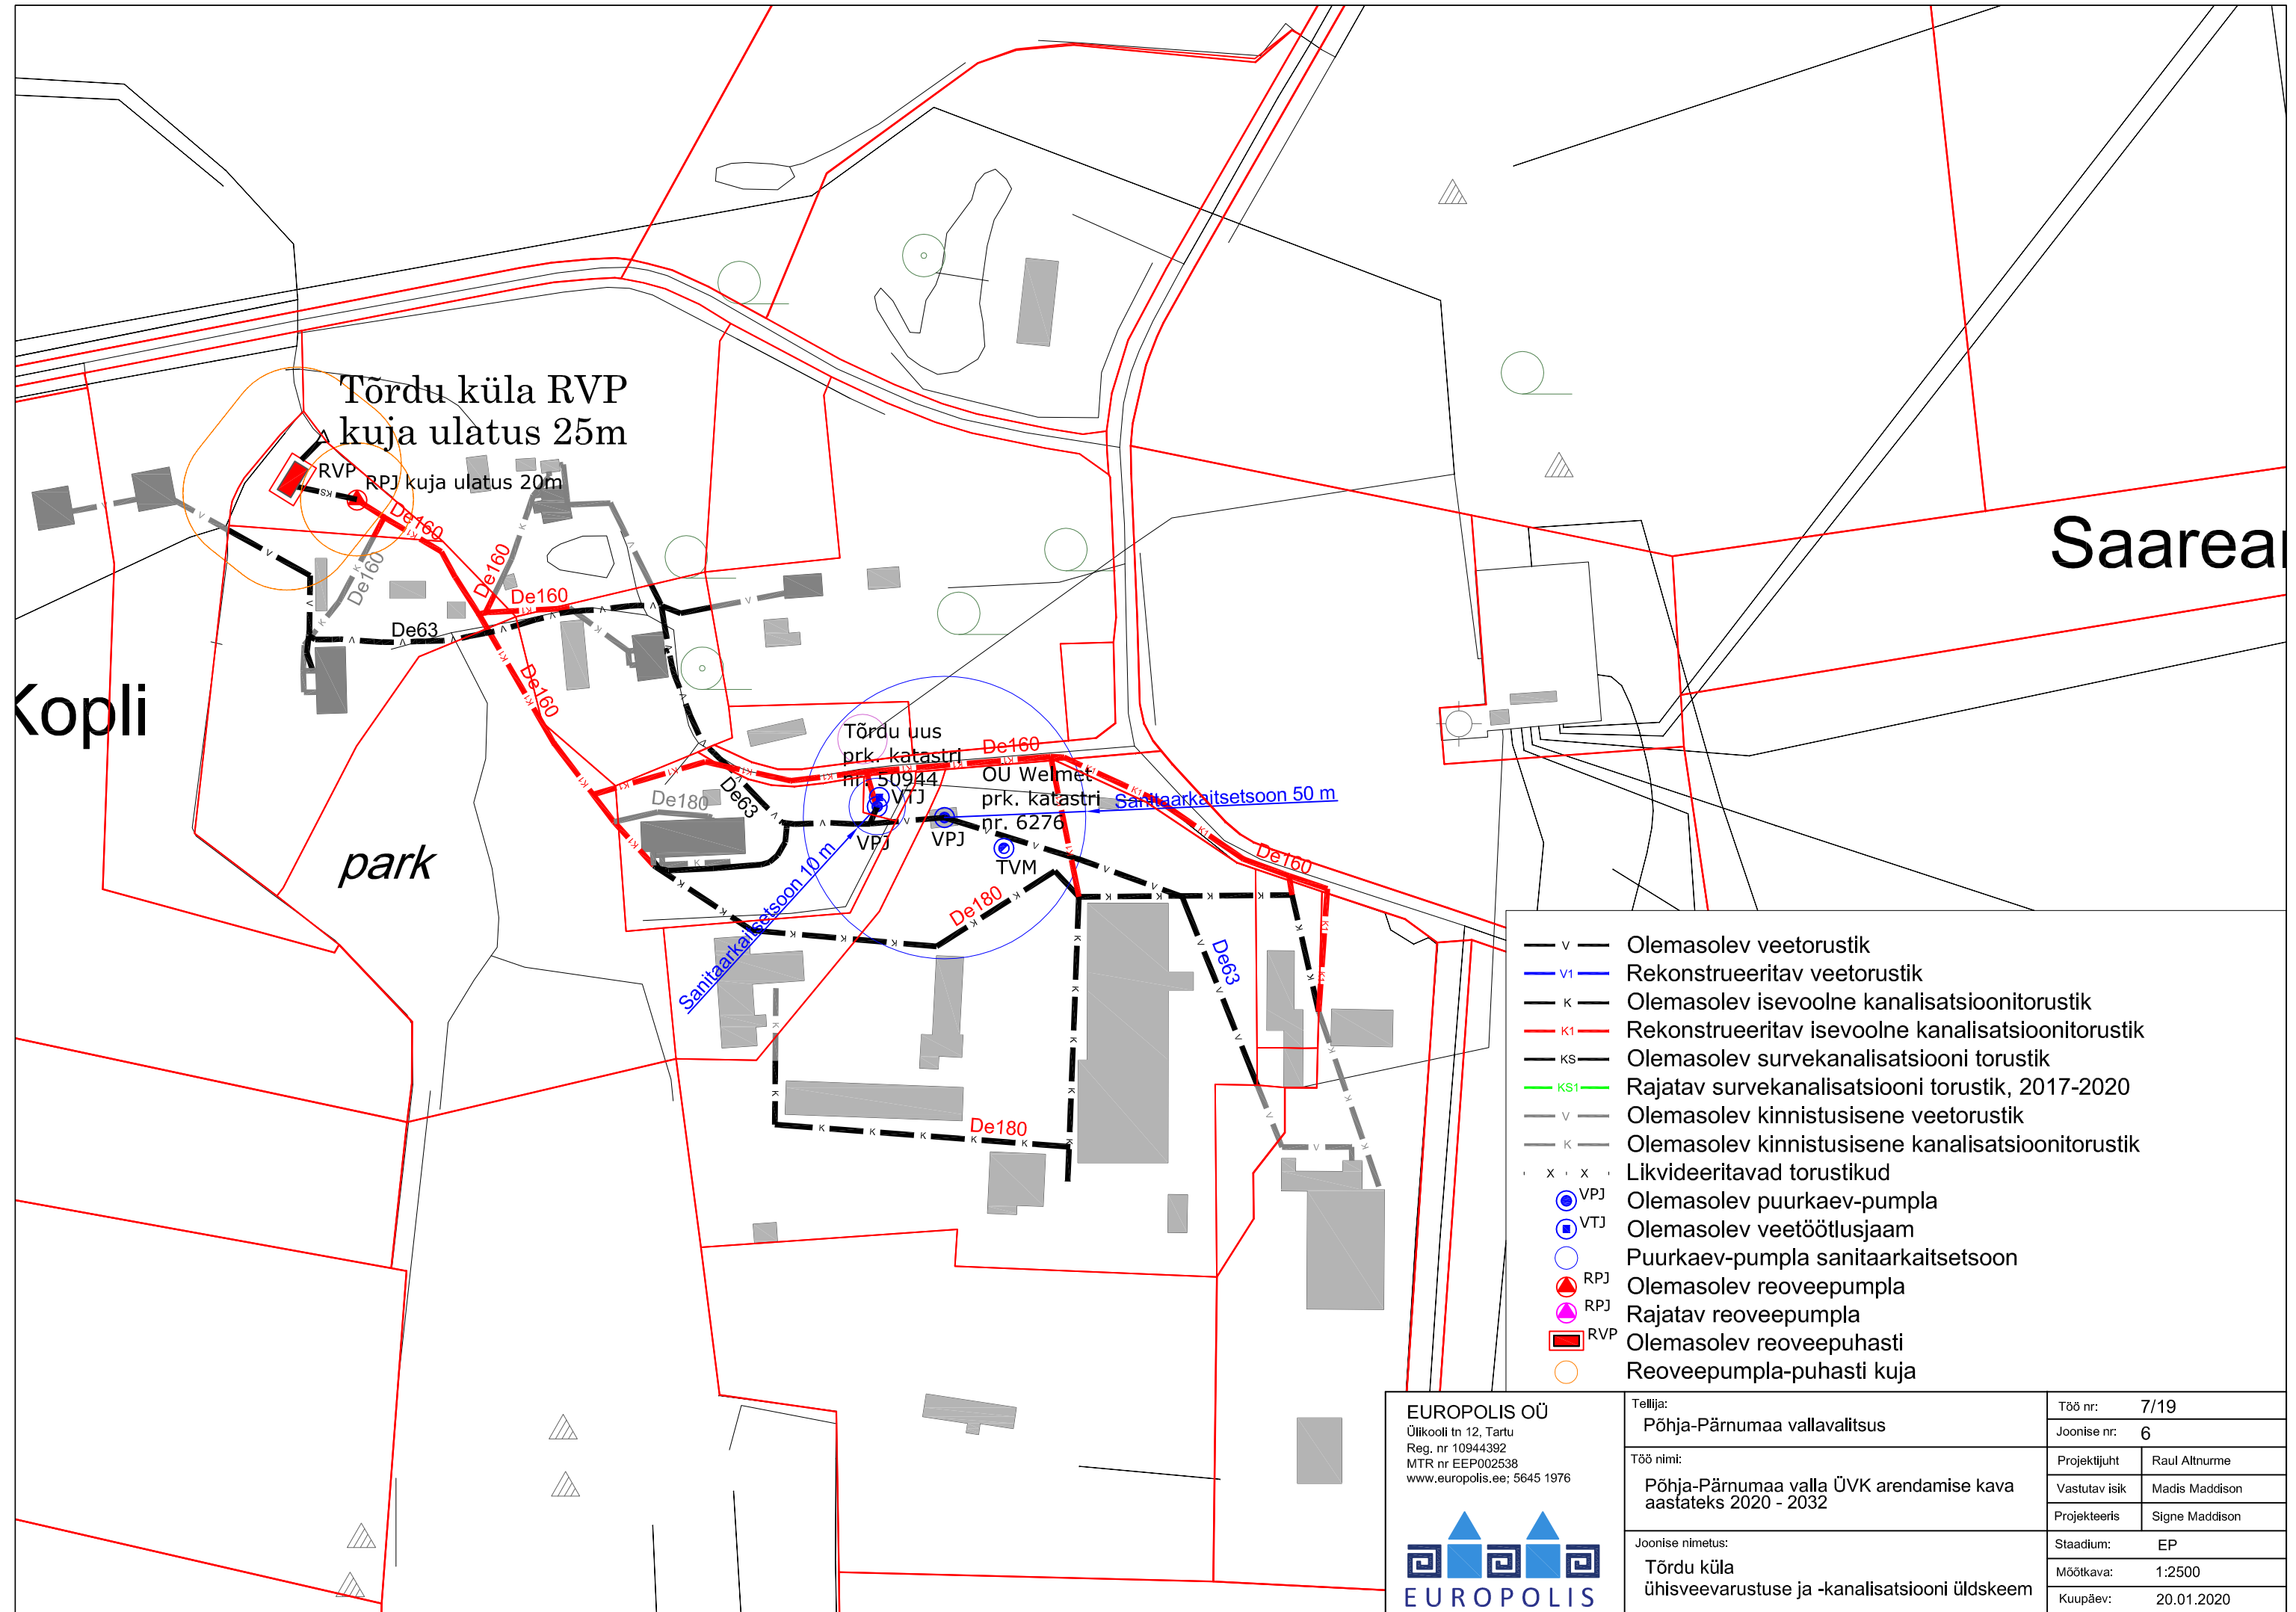 Tõrdu küla RVP
kuja ulatus 25m
RVP
RPJ kuja ulatus 20m
KS
De160
K1
De160
De160
De160
De63
De160
Kopli
park
Saarear
Tõrdu uus
prk. katastri
nr. 50944
VTJ
VPJ
De160
OÜ Welmet
prk. katastri
nr. 6276
VPJ
TVM
Sanitaarkaitsetsoon 50 m
Sanitaarkaitsetsoon 10 m
De180
De63
De160
De180
De63
De180
V Olemasolev veetorustik
V1 Rekonstrueeritav veetorustik
K Olemasolev isevoolne kanalisatsioonitorustik
K1 Rekonstrueeritav isevoolne kanalisatsioonitorustik
KS Olemasolev survekanalisatsiooni torustik
KS1 Rajatav survekanalisatsiooni torustik, 2017-2020
V Olemasolev kinnistusisene veetorustik
K Olemasolev kinnistusisene kanalisatsioonitorustik
X X Likvideeritavad torustikud
VPJ Olemasolev puurkaev-pumpla
VTJ Olemasolev veetöötlusjaam
Puurkaev-pumpla sanitaarkaitsetsoon
RPJ Olemasolev reoveepumpla
RPJ Rajatav reoveepumpla
RVP Olemasolev reoveepuhasti
Reoveepumpla-puhasti kuja
EUROPOLIS OÜ
Ülikooli tn 12, Tartu
Reg. nr 10944392
MTR nr EEP002538
www.europolis.ee; 5645 1976
EUROPOLIS
Tellija:
Põhja-Pärnumaa vallavalitsus
Töö nimi:
Põhja-Pärnumaa valla ÜVK arendamise kava
aastateks 2020 - 2032
Joonise nimetus:
Tõrdu küla
ühisveevarustuse ja -kanalisatsiooni üldskeem
Töö nr: 7/19
Joonise nr: 6
Projektijuht Raul Altnurme
Vastutav isik Madis Maddison
Projekteeris Signe Maddison
Staadium: EP
Mõõtkava: 1:2500
Kuupäev: 20.01.2020